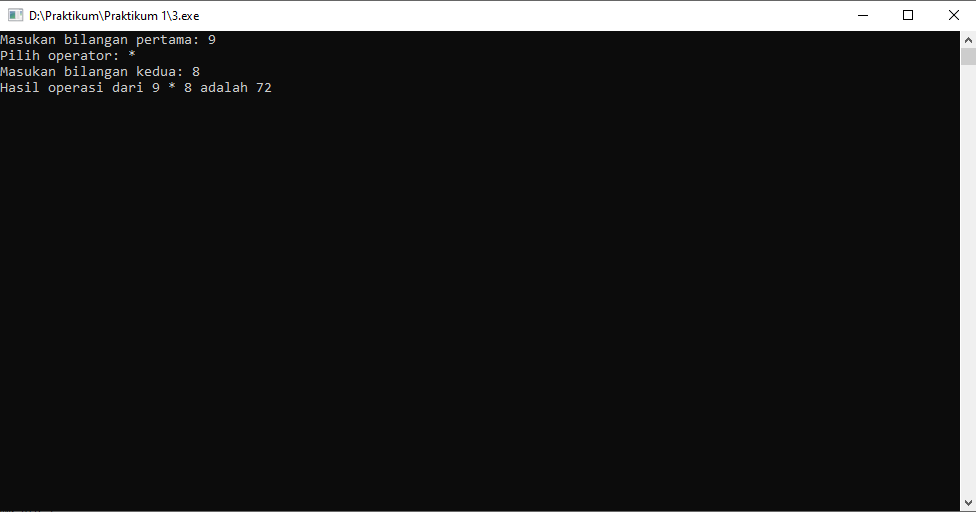 D:\Praktikum\Praktikum 1\3.exe
Masukan bilangan pertama: 9
Pilih operator: *
Masukan bilangan kedua: 8
Hasil operasi dari 9 * 8 adalah 72